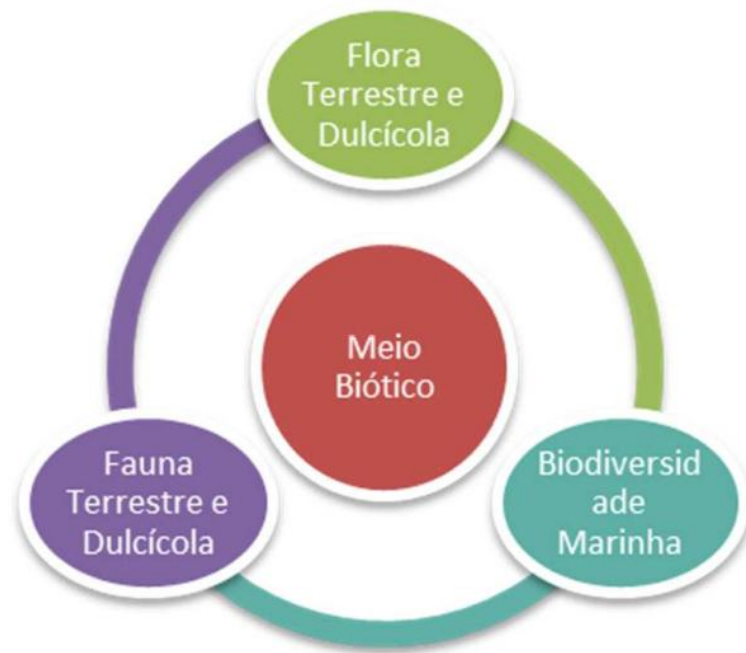 Flora
Terrestre e
Dulcícola
Meio
Biótico
Fauna
Terrestre e
Dulcícola
Biodiversid
ade
Marinha